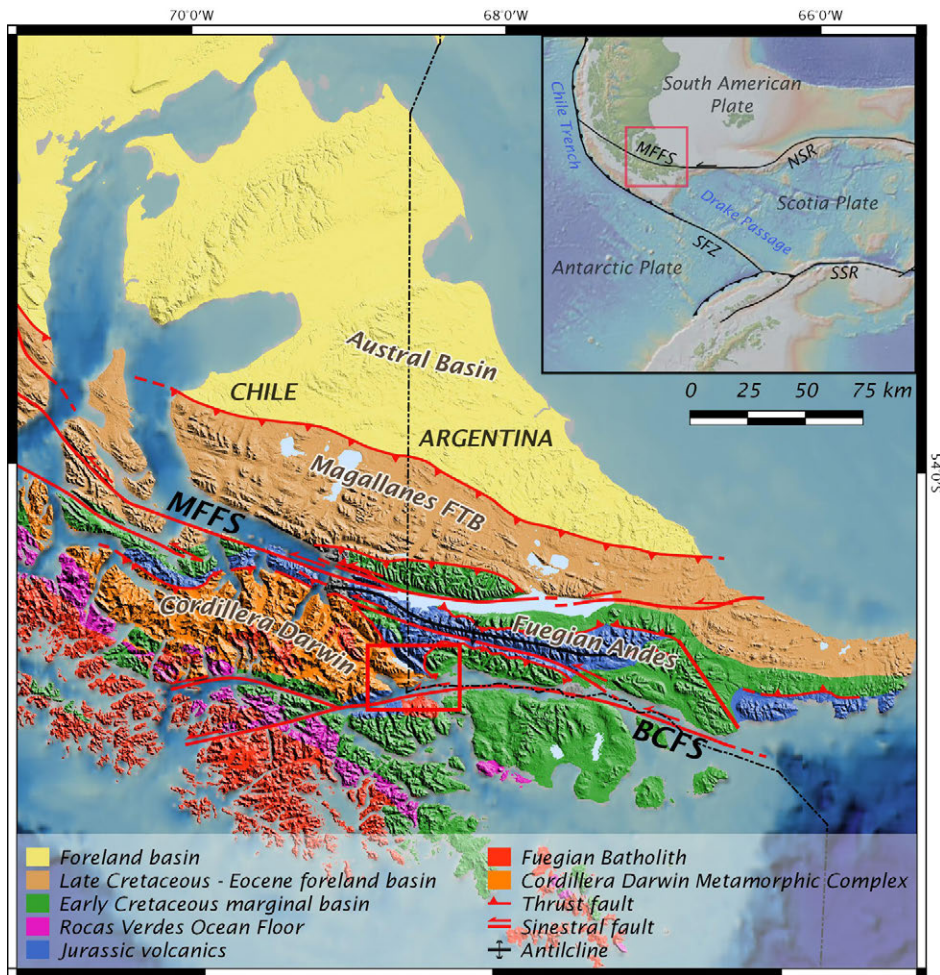 70°0'W
68°0'W
66°0'W
South American
Plate
Chile Trench
MFFS
NSR
Drake Passage
Scotia Plate
SFZ
Antarctic Plate
SSR
0 25 50 75 km
Austral Basin
CHILE
ARGENTINA
54°0'S
Magallanes FTB
MFFS
Cordillera Darwin
Fuegian Andes
BCFS
Foreland basin
Late Cretaceous - Eocene foreland basin
Early Cretaceous marginal basin
Rocas Verdes Ocean Floor
Jurassic volcanics
Fuegian Batholith
Cordillera Darwin Metamorphic Complex
Thrust fault
Sinestral fault
Antilcline